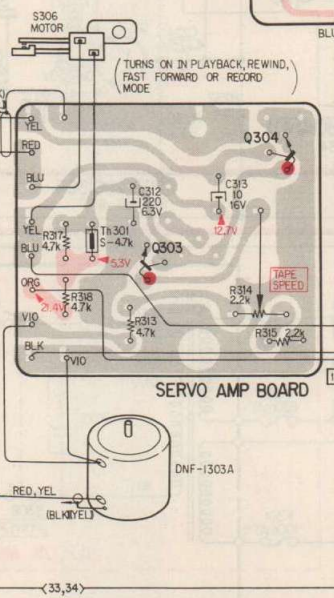 S306
MOTOR
TURNS ON IN PLAYBACK, REWIND,
FAST FORWARD OR RECORD
MODE
BLU
YEL
RED
BLU
YEL
BLU
ORG
VIO
BLK
VIO
Q304
C312
220
6.3V
C313
10
16V
12.7V
R317
4.7k
Th301
S-4.7k
5.3V
Q303
21.4V
R318
4.7k
R313
4.7k
TAPE
SPEED
R314
2.2k
R315 2.2k
SERVO AMP BOARD
DNF-1303A
RED, YEL
(BLK)(YEL)
(33,34)